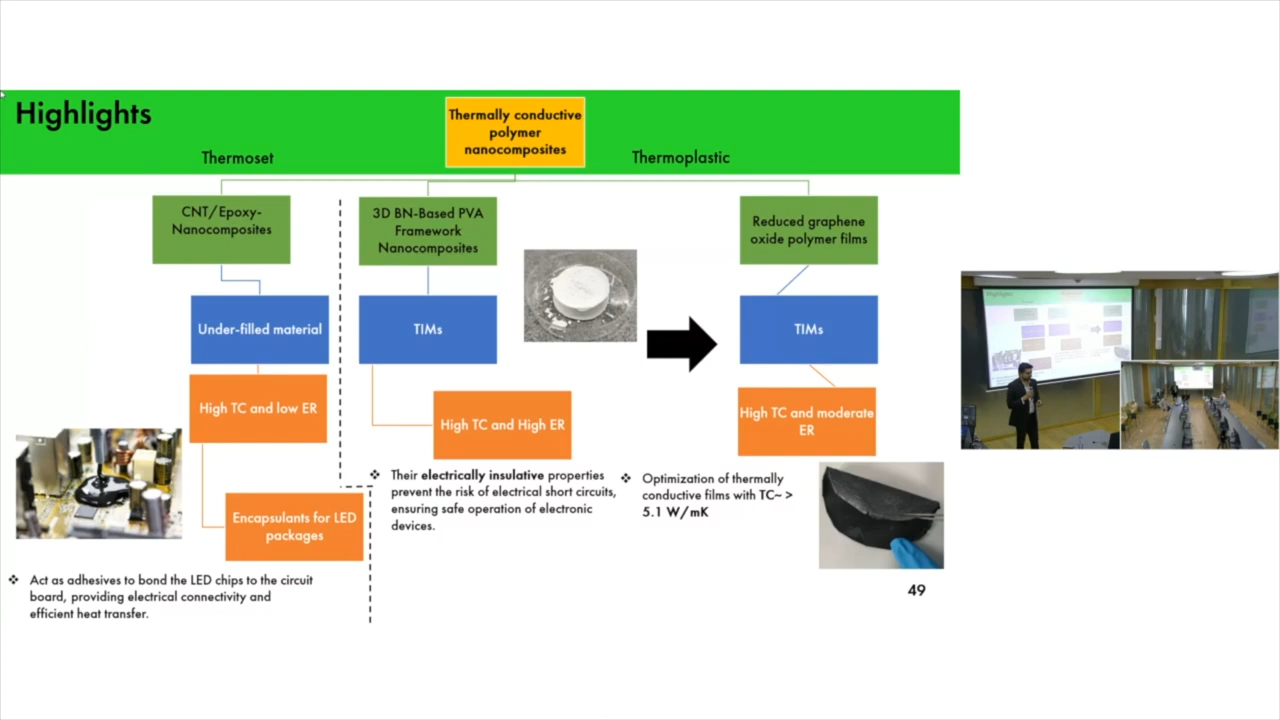 Highlights
Thermally conductive
polymer
nanocomposites
Thermoset
Thermoplastic
CNT/Epoxy-
Nanocomposites
3D BN-Based PVA
Framework
Nanocomposites
Reduced graphene
oxide polymer films
Under-filled material
TIMs
TIMs
High TC and low ER
High TC and High ER
High TC and moderate
ER
Encapsulants for LED
packages
❖ Their electrically insulative properties
prevent the risk of electrical short circuits,
ensuring safe operation of electronic
devices.
❖ Optimization of thermally
conductive films with TC~ >
5.1 W/mK
❖ Act as adhesives to bond the LED chips to the circuit
board, providing electrical connectivity and
efficient heat transfer.
49
Highlights